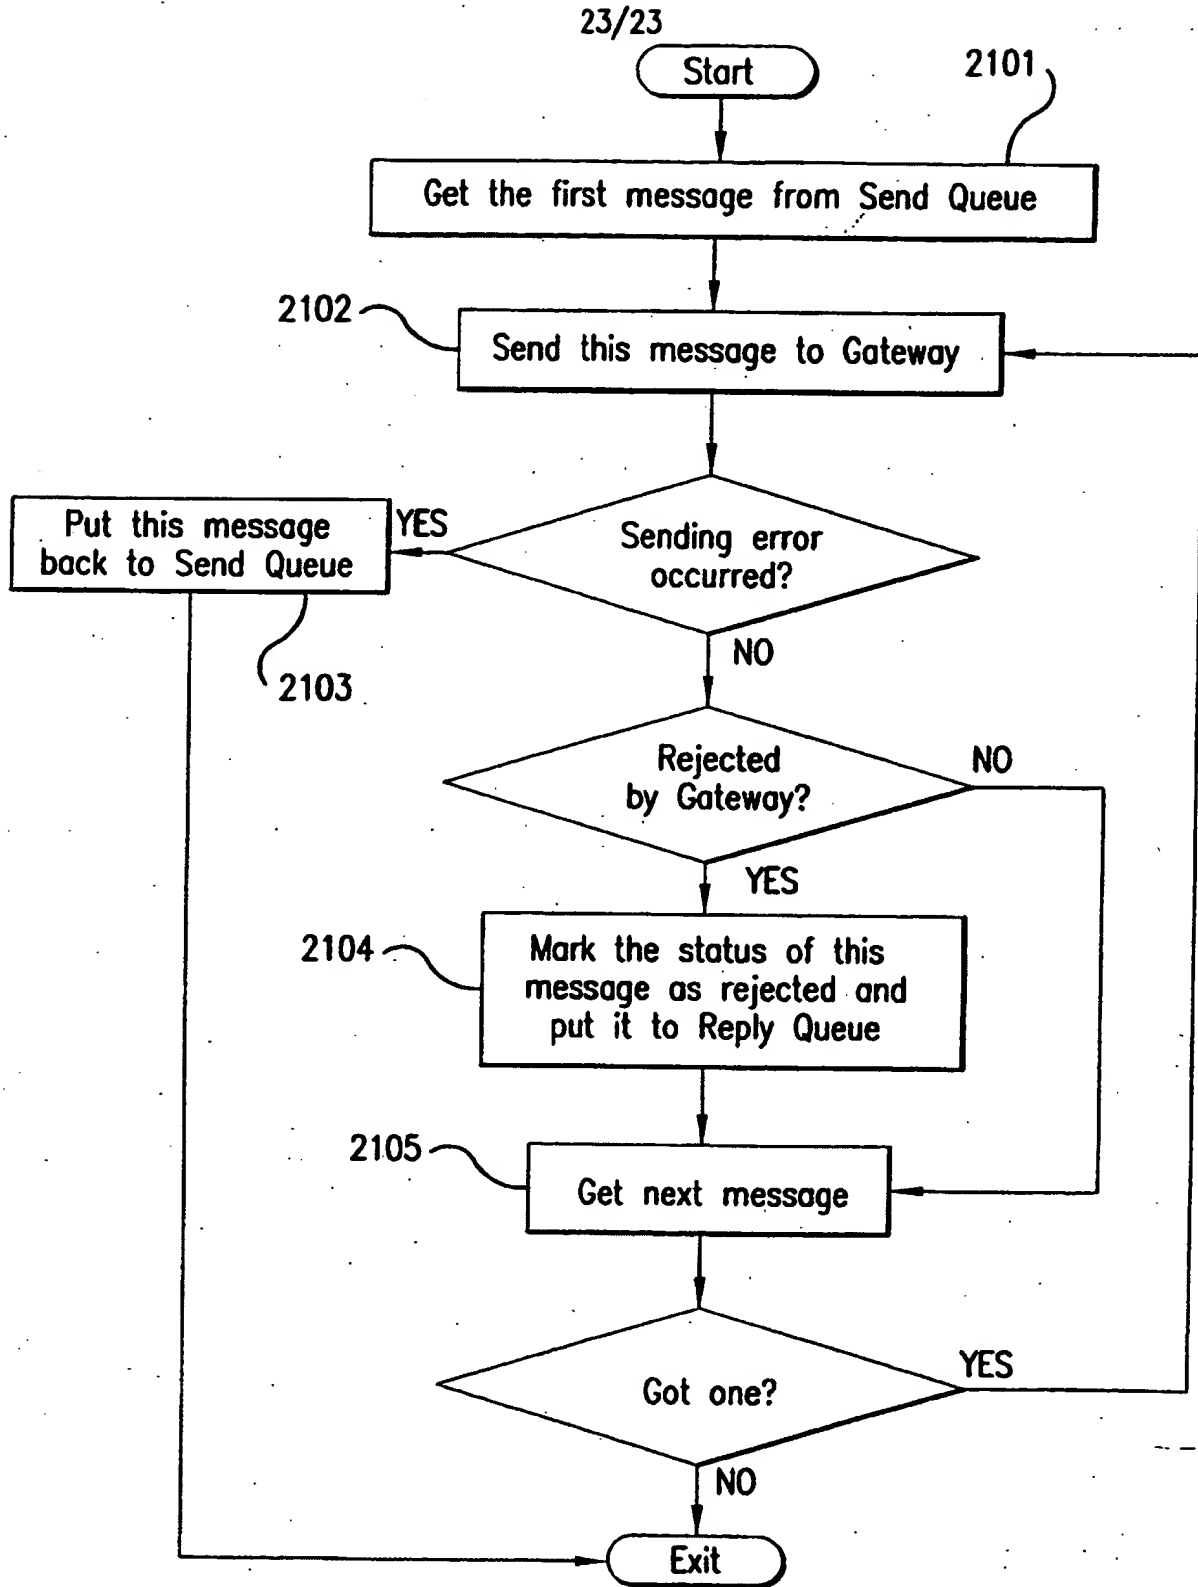 23/23
Start
2101
Get the first message from Send Queue
2102
Send this message to Gateway
Put this message
back to Send Queue
YES
Sending error
occurred?
NO
2103
Rejected
by Gateway?
NO
YES
2104
Mark the status of this
message as rejected and
put it to Reply Queue
2105
Get next message
Got one?
YES
NO
Exit